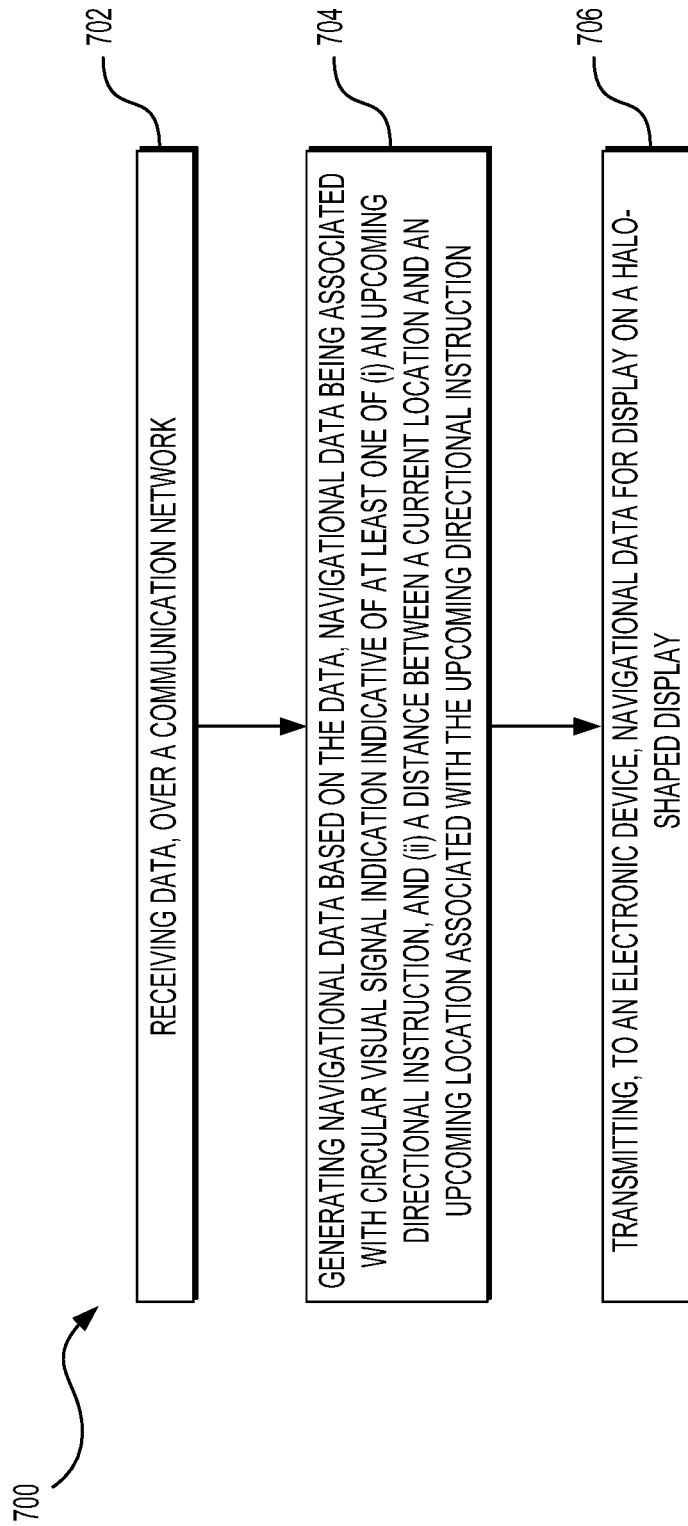 700
702
RECEIVING DATA, OVER A COMMUNICATION NETWORK
704
GENERATING NAVIGATIONAL DATA BASED ON THE DATA, NAVIGATIONAL DATA BEING ASSOCIATED
WITH CIRCULAR VISUAL SIGNAL INDICATION INDICATIVE OF AT LEAST ONE OF (i) AN UPCOMING
DIRECTIONAL INSTRUCTION, AND (ii) A DISTANCE BETWEEN A CURRENT LOCATION AND AN
UPCOMING LOCATION ASSOCIATED WITH THE UPCOMING DIRECTIONAL INSTRUCTION
706
TRANSMITTING, TO AN ELECTRONIC DEVICE, NAVIGATIONAL DATA FOR DISPLAY ON A HALO-
SHAPED DISPLAY